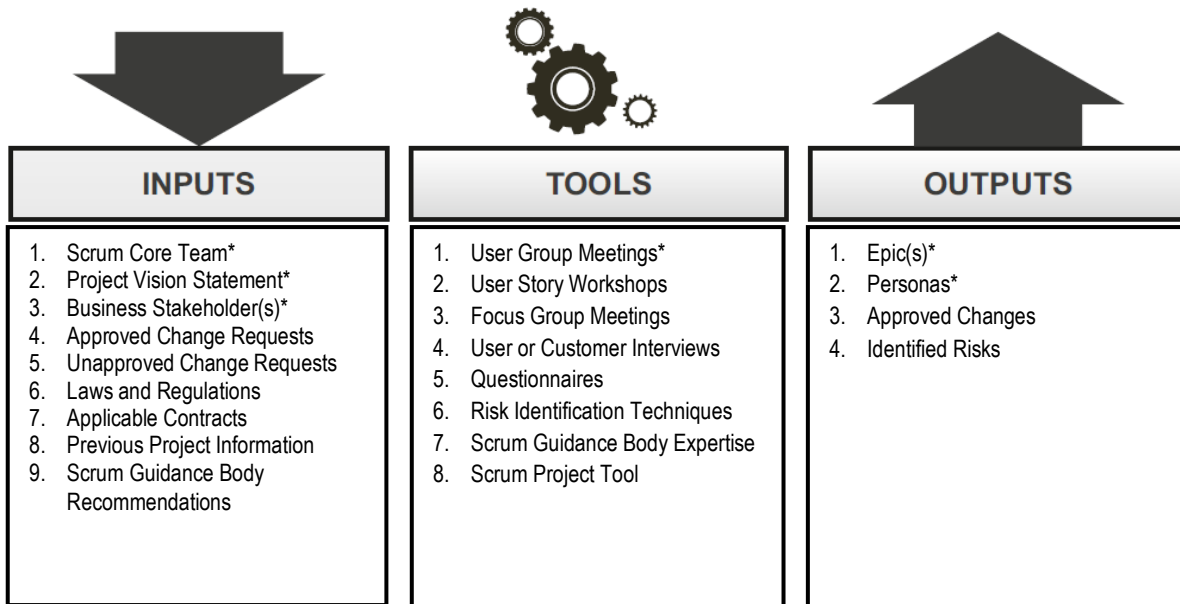 INPUTS
1. Scrum Core Team*
2. Project Vision Statement*
3. Business Stakeholder(s)*
4. Approved Change Requests
5. Unapproved Change Requests
6. Laws and Regulations
7. Applicable Contracts
8. Previous Project Information
9. Scrum Guidance Body
Recommendations
TOOLS
1. User Group Meetings*
2. User Story Workshops
3. Focus Group Meetings
4. User or Customer Interviews
5. Questionnaires
6. Risk Identification Techniques
7. Scrum Guidance Body Expertise
8. Scrum Project Tool
OUTPUTS
1. Epic(s)*
2. Personas*
3. Approved Changes
4. Identified Risks